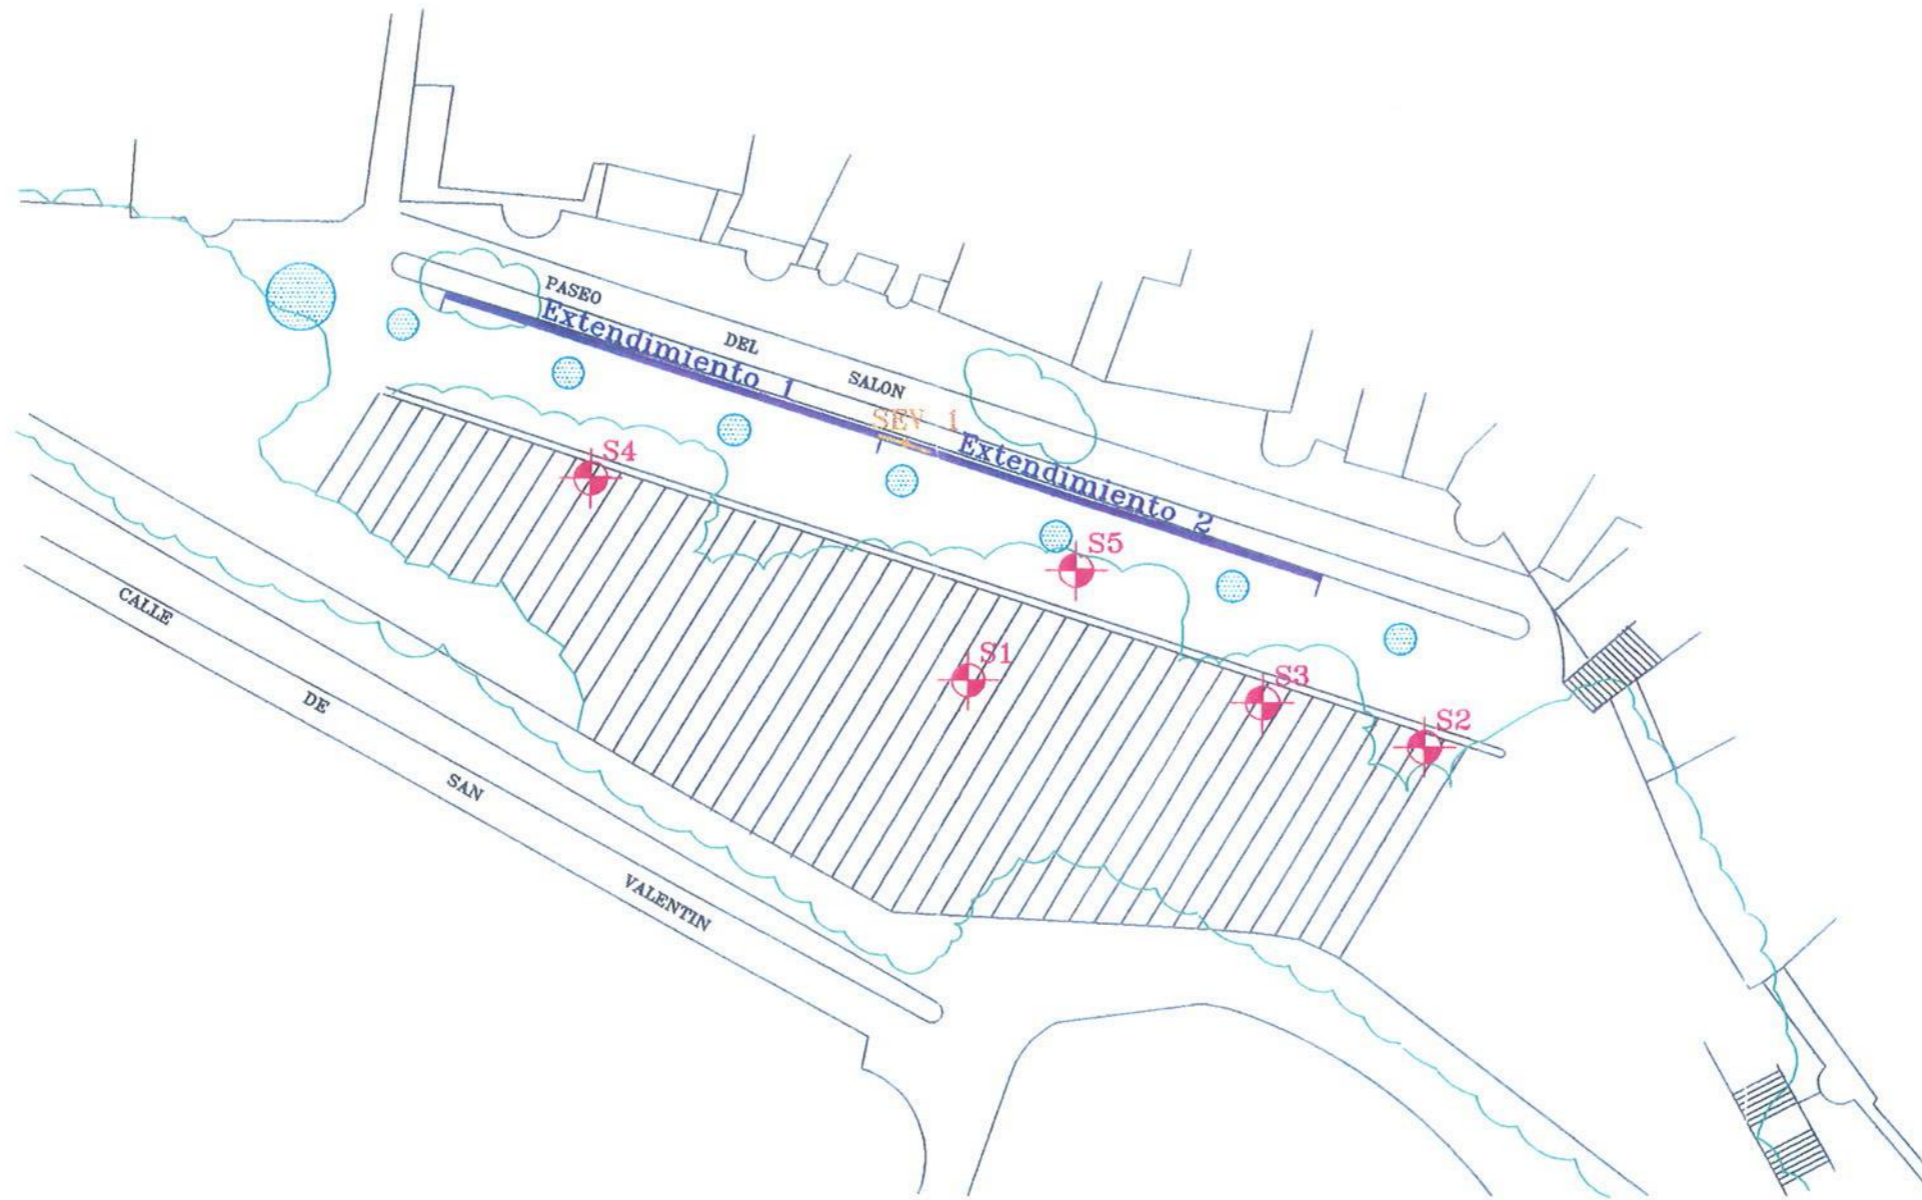 PASEO
DEL
SALON
Extendimiento 1
SEV 1
Extendimiento 2
S4
S5
S1
S3
S2
CALLE
DE
SAN
VALENTIN